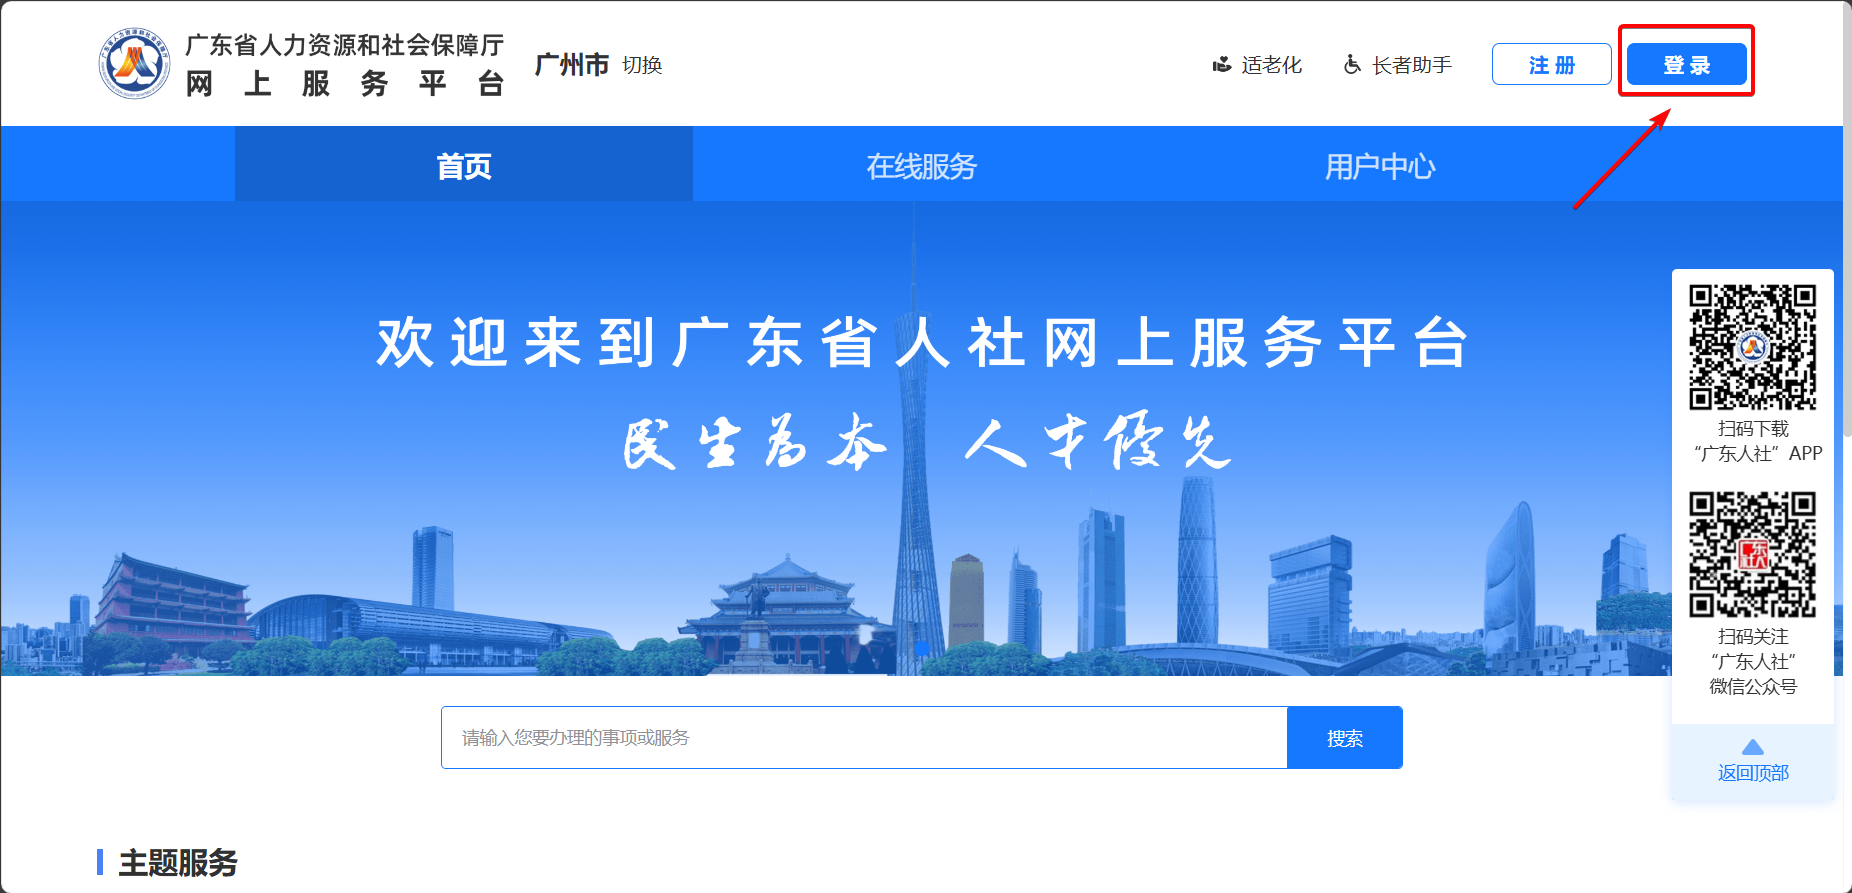 广东省人力资源和社会保障厅
网上服务平台
广州市 切换
适老化
长者助手
注册
登录
首页
在线服务
用户中心
欢迎来到广东省人社网上服务平台
民生为本 人才優先
扫码下载
“广东人社”APP
广东
社人
扫码关注
“广东人社”
微信公众号
返回顶部
请输入您要办理的事项或服务
搜索
主题服务